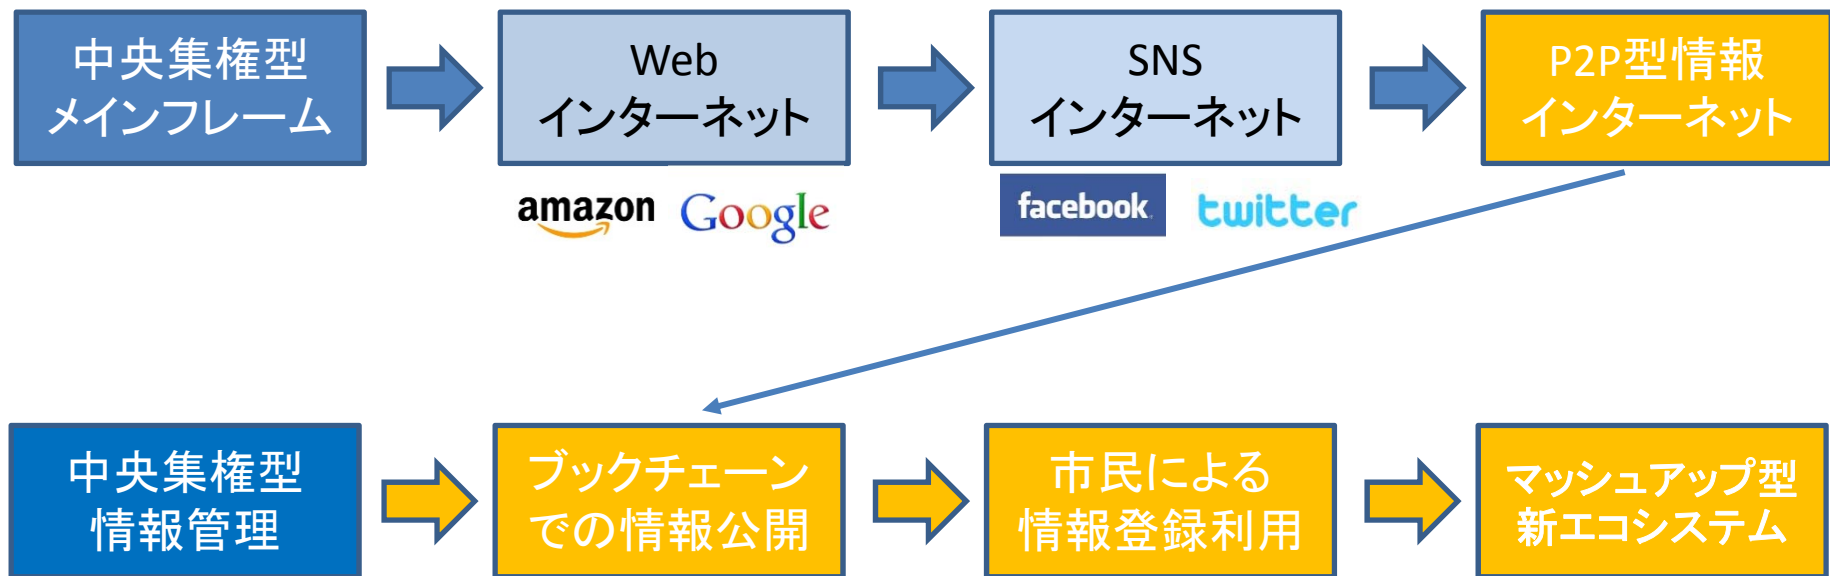 中央集権型
メインフレーム
Web
インターネット
SNS
インターネット
P2P型情報
インターネット
amazon
Google
facebook.
twitter
中央集権型
情報管理
ブックチェーン
での情報公開
市民による
情報登録利用
マッシュアップ型
新エコシステム